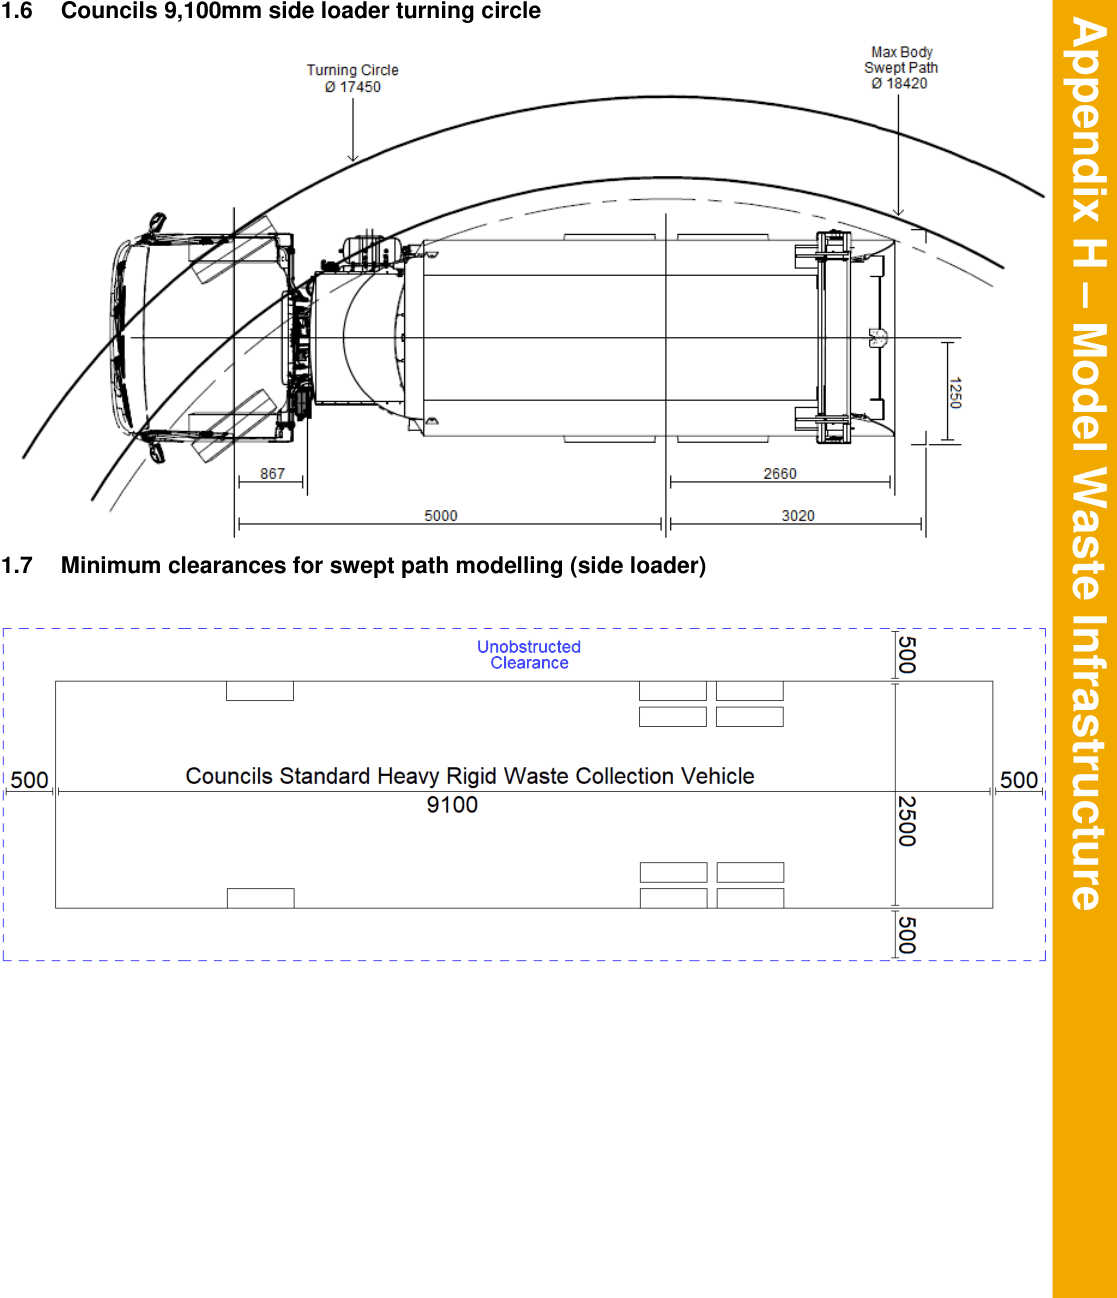 1.6 Councils 9,100mm side loader turning circle
Turning Circle
Ø 17450
Max Body
Swept Path
Ø 18420
1250
867
2660
5000
3020
1.7 Minimum clearances for swept path modelling (side loader)
Unobstructed
Clearance
500
500
Councils Standard Heavy Rigid Waste Collection Vehicle
9100
500
2500
500
Appendix H – Model Waste Infrastructure